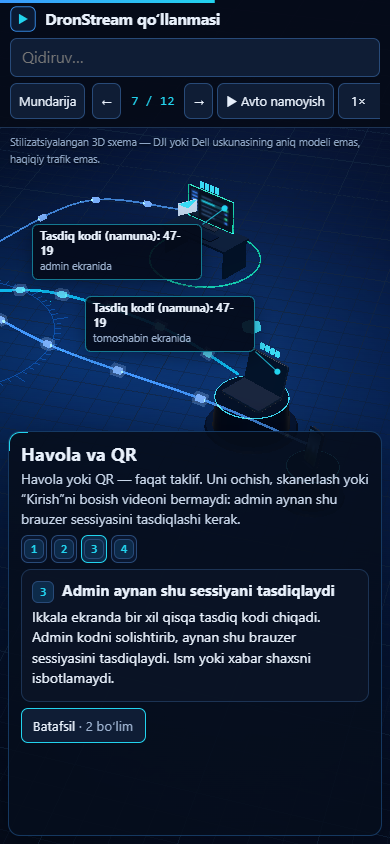 DronStream qoʻllanmasi
Qidiruv...
Mundarija
←
7 / 12
→
▶ Avto namoyish
1×
Stilizatsiyalangan 3D sxema — DJI yoki Dell uskunasining aniq modeli emas,
haqiqiy trafik emas.
Tasdiq kodi (namuna): 47-
19
admin ekranida
Tasdiq kodi (namuna): 47-
19
tomoshabin ekranida
Havola va QR
Havola yoki QR — faqat taklif. Uni ochish, skanerlash yoki
“Kirish”ni bosish videoni bermaydi: admin aynan shu
brauzer sessiyasini tasdiqlashi kerak.
1 2 3 4
3 Admin aynan shu sessiyani tasdiqlaydi
Ikkala ekranda bir xil qisqa tasdiq kodi chiqadi.
Admin kodni solishtirib, aynan shu brauzer
sessiyasini tasdiqlaydi. Ism yoki xabar shaxsni
isbotlamaydi.
Batafsil · 2 boʻlim